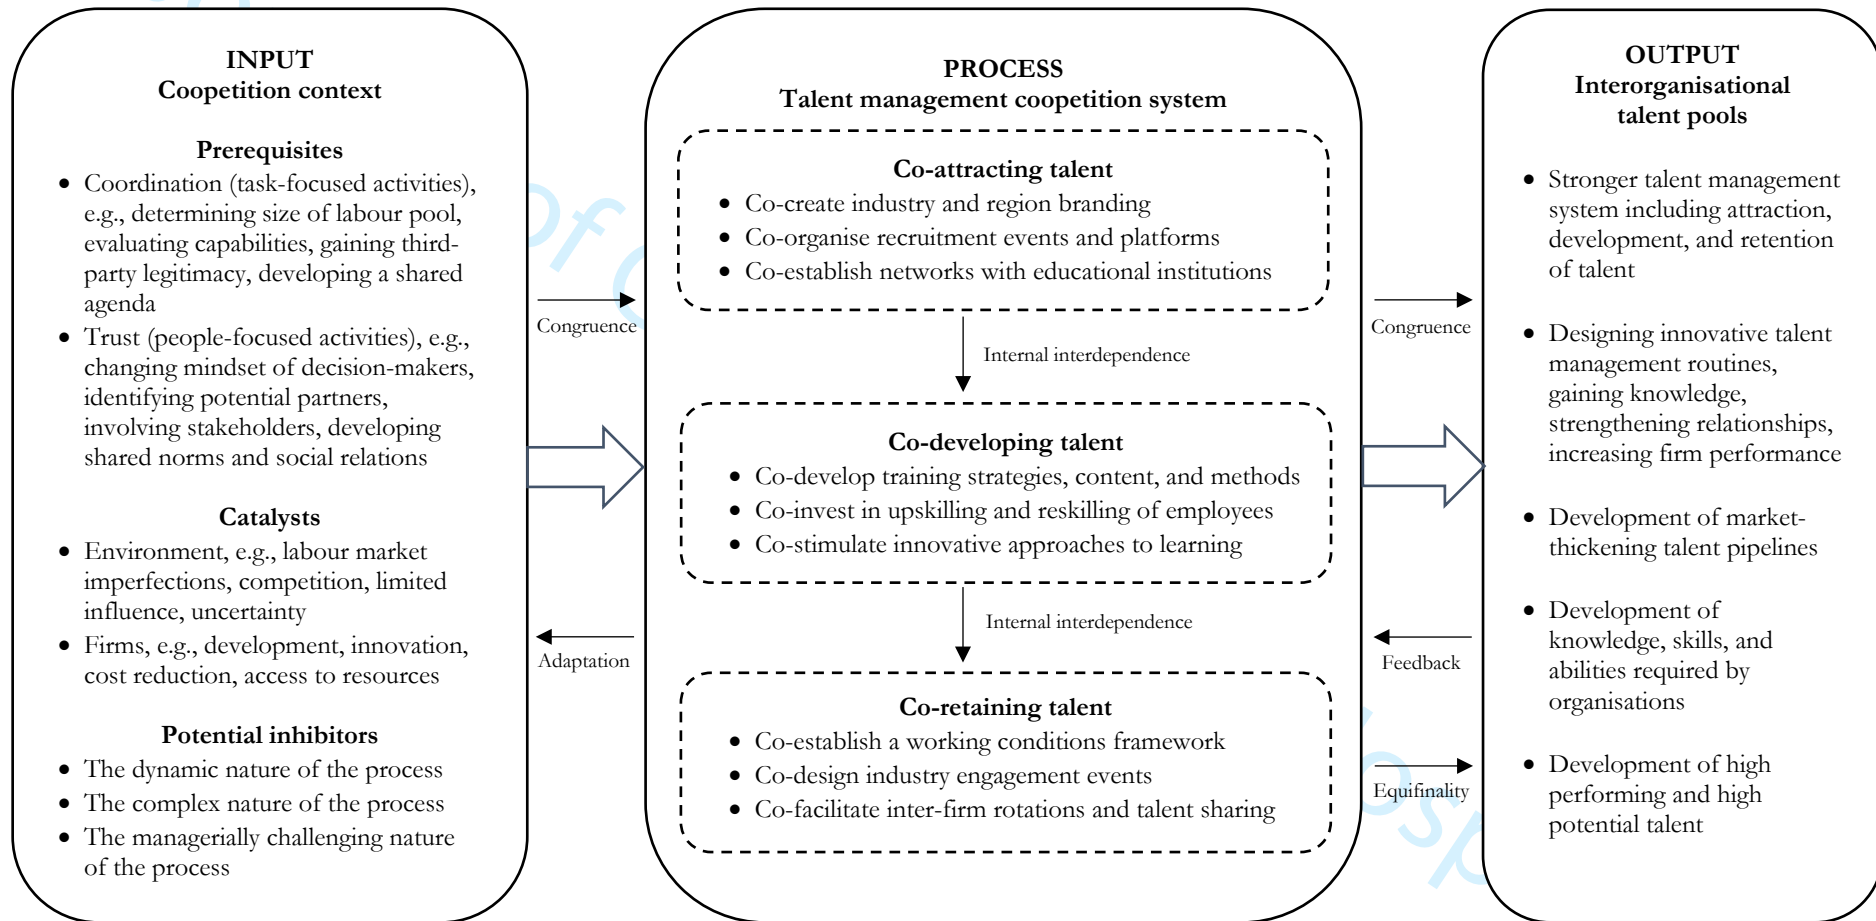 INPUT
Coopetition context
Prerequisites
• Coordination (task-focused activities),
e.g., determining size of labour pool,
evaluating capabilities, gaining third-
party legitimacy, developing a shared
agenda
• Trust (people-focused activities), e.g.,
changing mindset of decision-makers,
identifying potential partners,
involving stakeholders, developing
shared norms and social relations
Catalysts
• Environment, e.g., labour market
imperfections, competition, limited
influence, uncertainty
• Firms, e.g., development, innovation,
cost reduction, access to resources
Potential inhibitors
• The dynamic nature of the process
• The complex nature of the process
• The managerially challenging nature
of the process
Congruence
Adaptation
PROCESS
Talent management coopetition system
Co-attracting talent
• Co-create industry and region branding
• Co-organise recruitment events and platforms
• Co-establish networks with educational institutions
Internal interdependence
Co-developing talent
• Co-develop training strategies, content, and methods
• Co-invest in upskilling and reskilling of employees
• Co-stimulate innovative approaches to learning
Internal interdependence
Co-retaining talent
• Co-establish a working conditions framework
• Co-design industry engagement events
• Co-facilitate inter-firm rotations and talent sharing
Congruence
Feedback
Equifinality
OUTPUT
Interorganisational
talent pools
• Stronger talent management
system including attraction,
development, and retention
of talent
• Designing innovative talent
management routines,
gaining knowledge,
strengthening relationships,
increasing firm performance
• Development of market-
thickening talent pipelines
• Development of
knowledge, skills, and
abilities required by
organisations
• Development of high
performing and high
potential talent
of